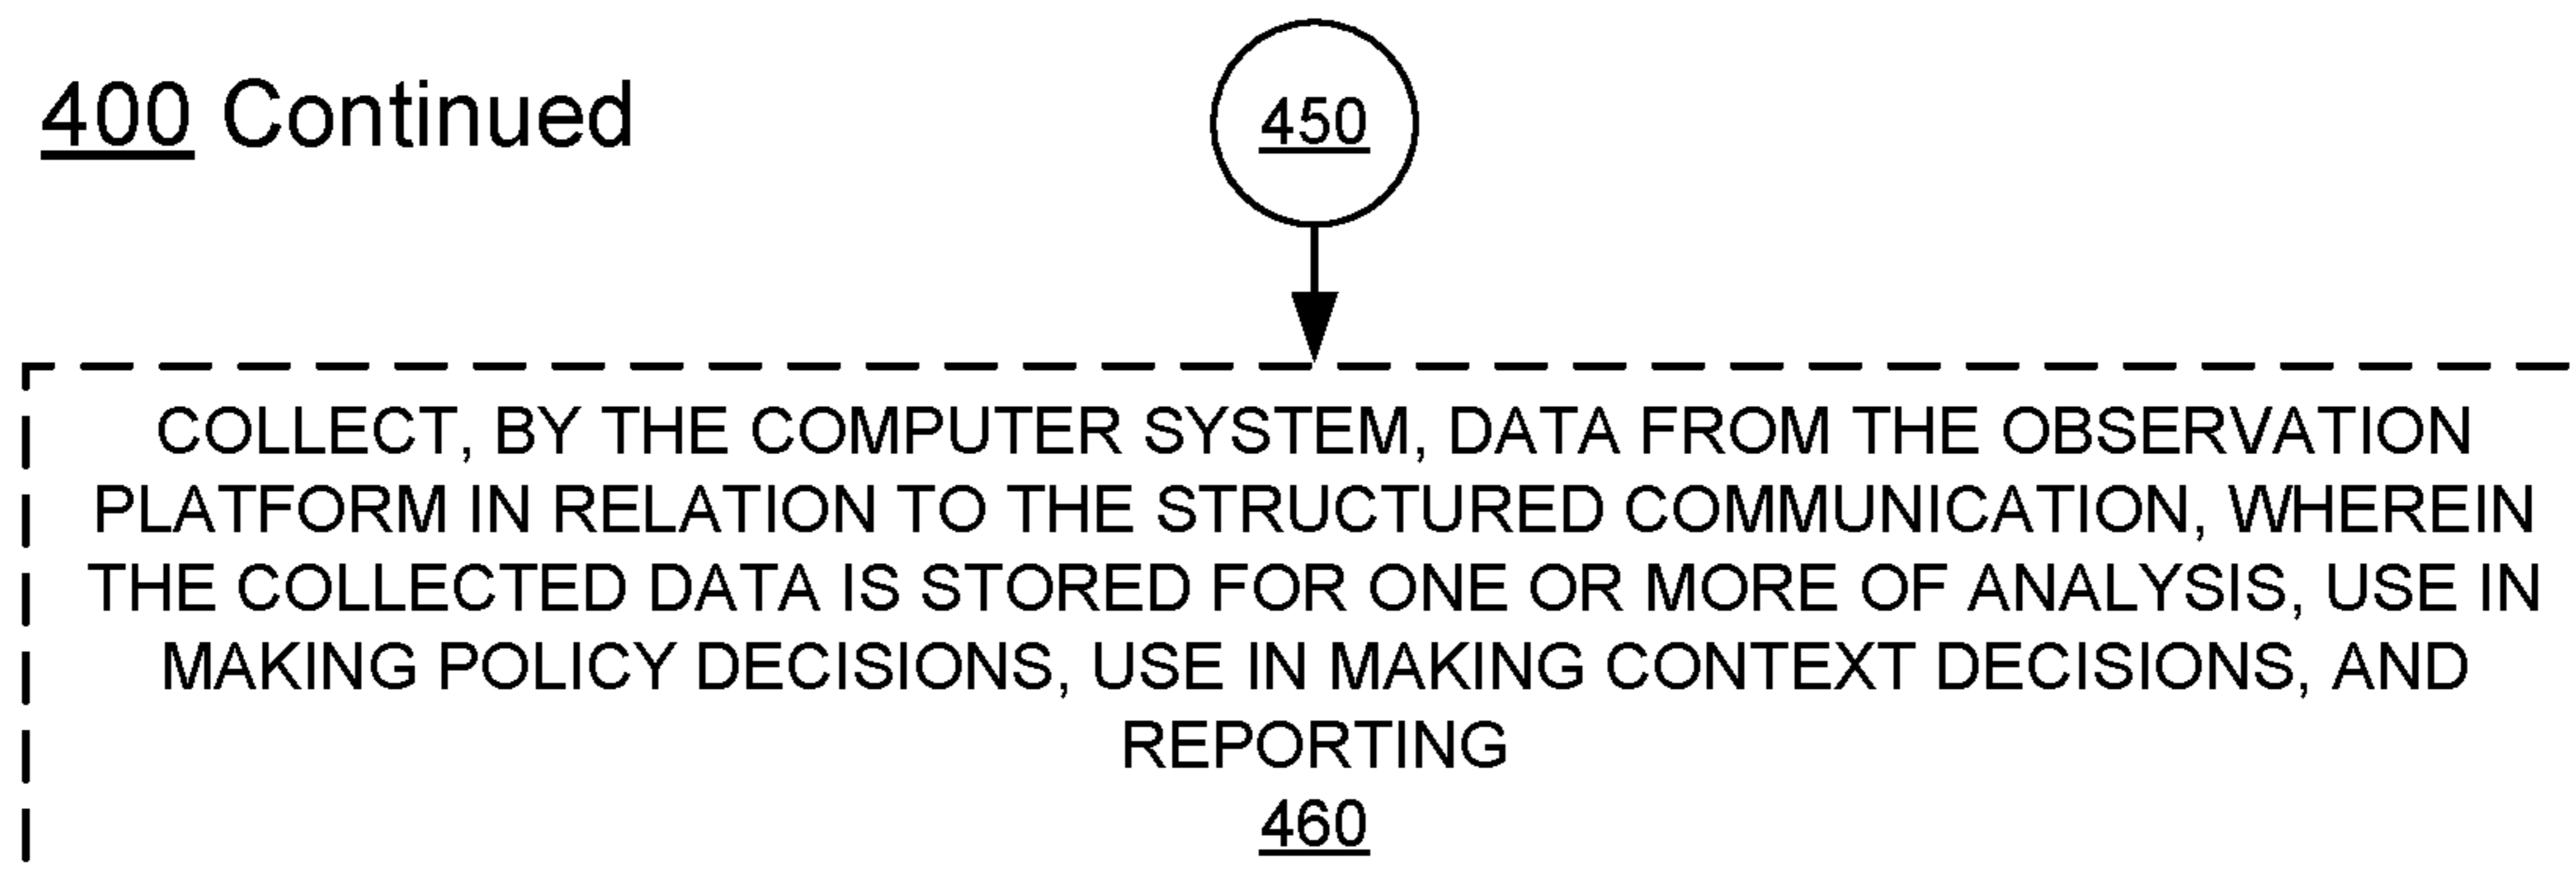 400 Continued
450
COLLECT, BY THE COMPUTER SYSTEM, DATA FROM THE OBSERVATION
PLATFORM IN RELATION TO THE STRUCTURED COMMUNICATION, WHEREIN
THE COLLECTED DATA IS STORED FOR ONE OR MORE OF ANALYSIS, USE IN
MAKING POLICY DECISIONS, USE IN MAKING CONTEXT DECISIONS, AND
REPORTING
460